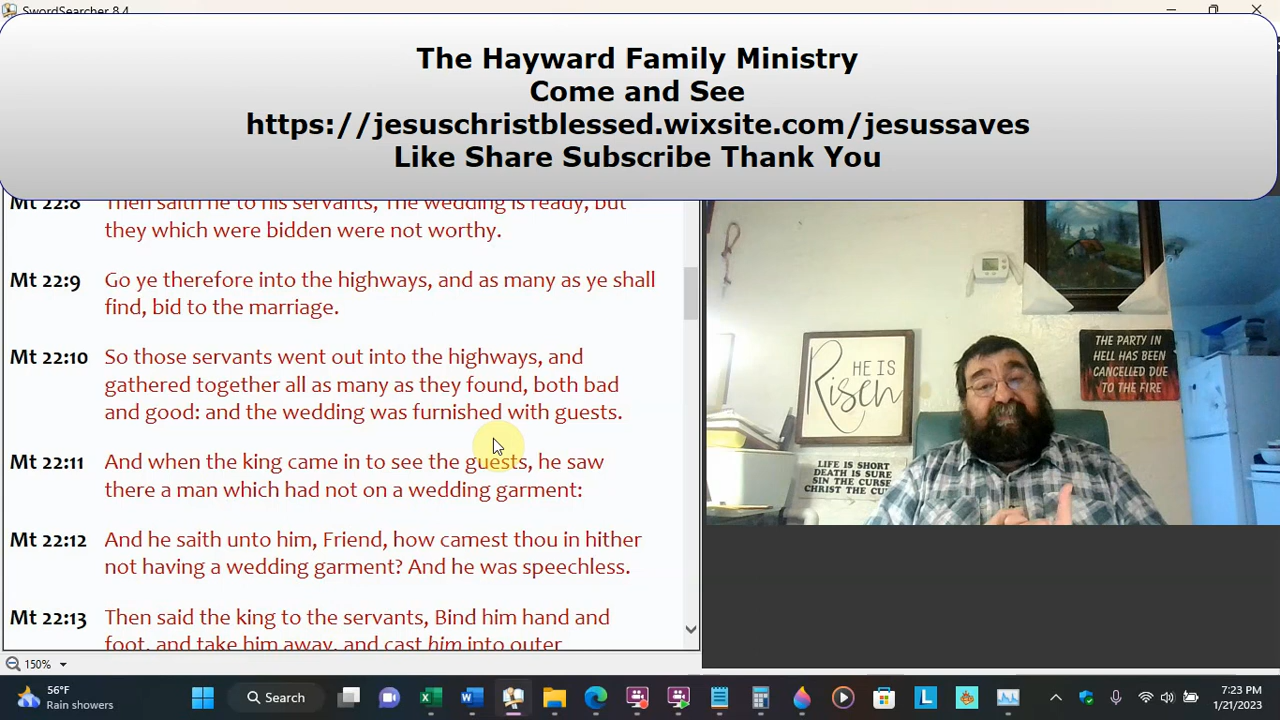 SwordSearcher 8.4
The Hayward Family Ministry
Come and See
https://jesuschristblessed.wixsite.com/jesussaves
Like Share Subscribe Thank You
Mt 22:8 Then saith he to his servants, The wedding is ready, but
they which were bidden were not worthy.
Mt 22:9 Go ye therefore into the highways, and as many as ye shall
find, bid to the marriage.
Mt 22:10 So those servants went out into the highways, and
gathered together all as many as they found, both bad
and good: and the wedding was furnished with guests.
Mt 22:11 And when the king came in to see the guests, he saw
there a man which had not on a wedding garment:
Mt 22:12 And he saith unto him, Friend, how camest thou in hither
not having a wedding garment? And he was speechless.
Mt 22:13 Then said the king to the servants, Bind him hand and
foot, and take him away, and cast him into outer
150%
HE IS
Risen
THE PARTY IN
HELL HAS BEEN
CANCELLED DUE
TO THE FIRE
LIFE IS SHORT
DEATH IS SURE
SIN THE CURSE
CHRIST THE CU
56°F
Rain showers
Search
7:23 PM
1/21/2023